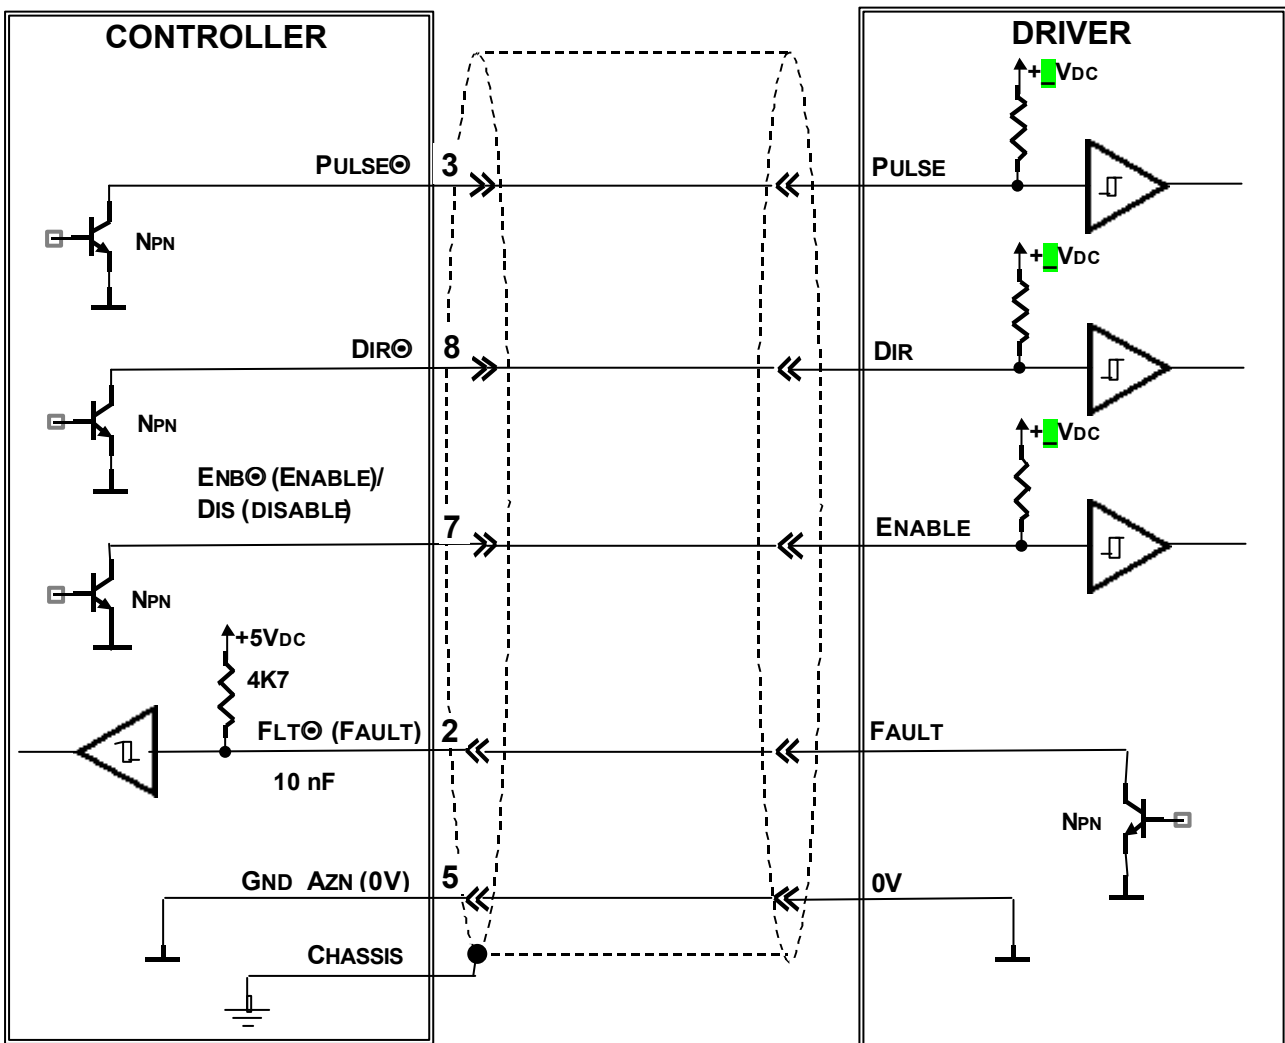 CONTROLLER
DRIVER
+_VDC
PULSE⊙ 3
PULSE
NPN
+_VDC
DIR⊙ 8
DIR
NPN
+_VDC
ENB⊙ (ENABLE)/
DIS (DISABLE)
7
ENABLE
NPN
+5VDC
4K7
FLT⊙ (FAULT) 2
FAULT
10 nF
NPN
GND AZN (0V) 5
0V
CHASSIS